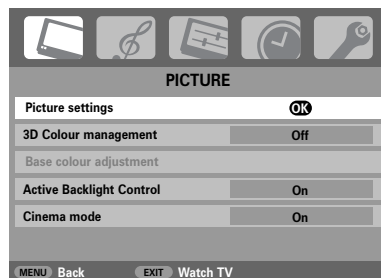 PICTURE
Picture settings OK
3D Colour management Off
Base colour adjustment
Active Backlight Control On
Cinema mode On
MENU Back EXIT Watch TV